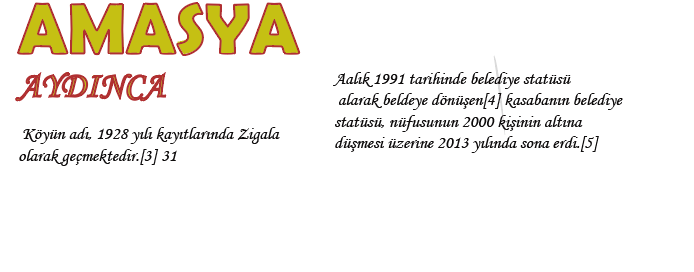 AMASYA
AYDINCA
Köyün adı, 1928 yılı kayıtlarında Zigala
olarak geçmektedir.[3] 31
Aalık 1991 tarihinde belediye statüsü
alarak beldeye dönüşen[4] kasabanın belediye
statüsü, nüfusunun 2000 kişinin altına
düşmesi üzerine 2013 yılında sona erdi.[5]